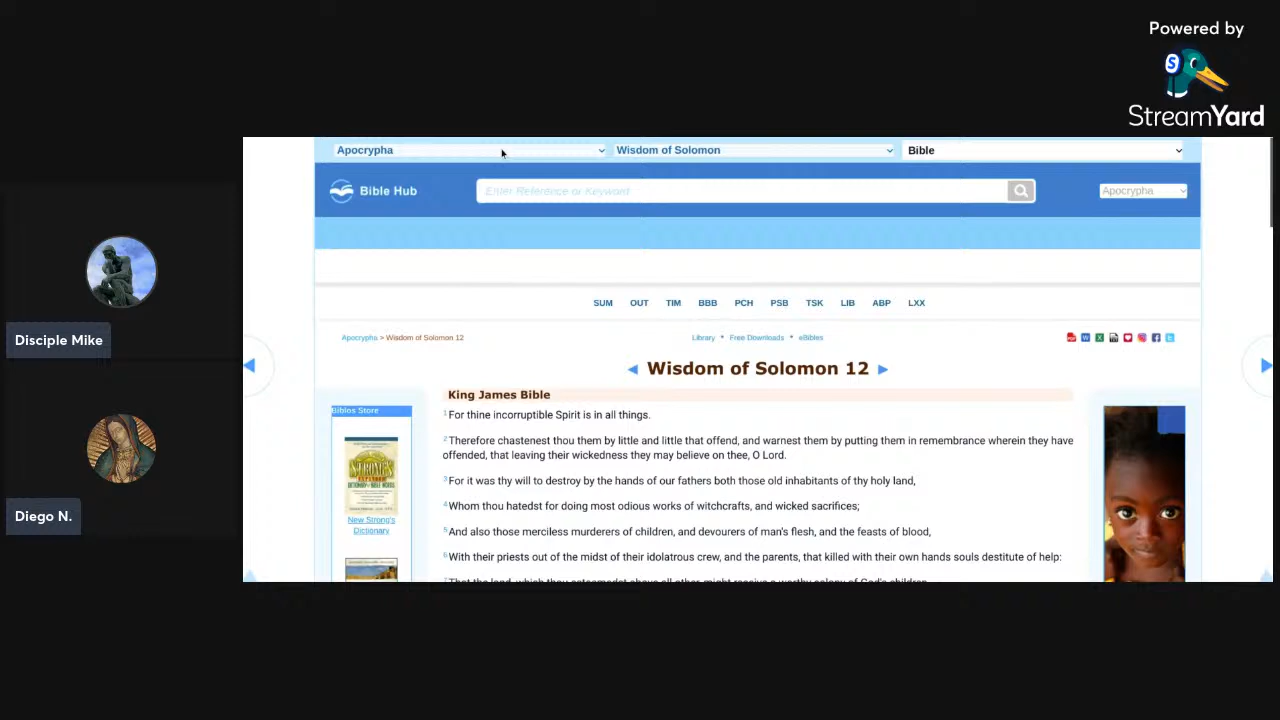 Powered by
StreamYard
Apocrypha
Wisdom of Solomon
Bible
Bible Hub
Enter Reference or Keyword
Apocrypha
SUM OUT TIM BBB PCH PSB TSK LIB ABP LXX
Apocrypha > Wisdom of Solomon 12
Library • Free Downloads • eBibles
◄ Wisdom of Solomon 12 ►
King James Bible
1 For thine incorruptible Spirit is in all things.
2 Therefore chastenest thou them by little and little that offend, and warnest them by putting them in remembrance wherein they have
offended, that leaving their wickedness they may believe on thee, O Lord.
3 For it was thy will to destroy by the hands of our fathers both those old inhabitants of thy holy land,
4 Whom thou hatedst for doing most odious works of witchcrafts, and wicked sacrifices;
5 And also those merciless murderers of children, and devourers of man's flesh, and the feasts of blood,
6 With their priests out of the midst of their idolatrous crew, and the parents, that killed with their own hands souls destitute of help:
Biblos Store
STRONG'S
New Strong's
Dictionary
Disciple Mike
Diego N.